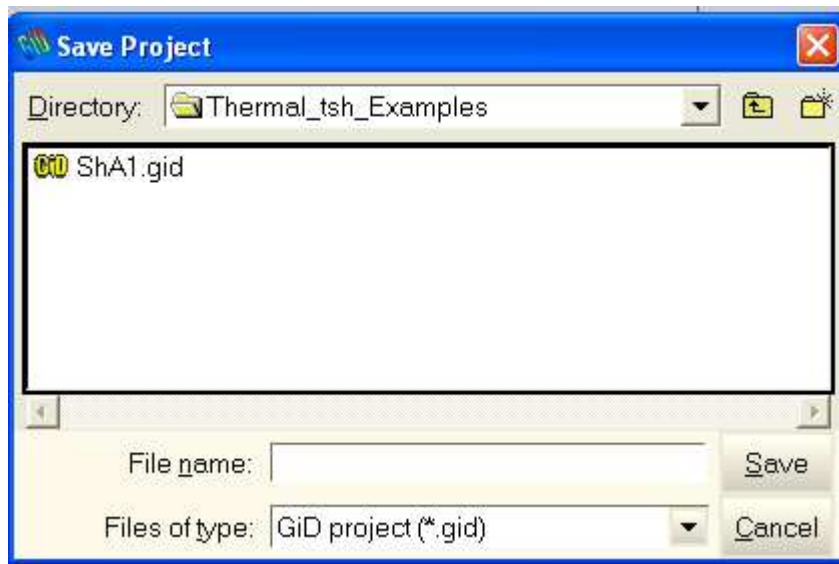 Save Project
Directory: Thermal_tsh_Examples
ShA1.gid
File name: Save
Files of type: GiD project (*.gid) Cancel